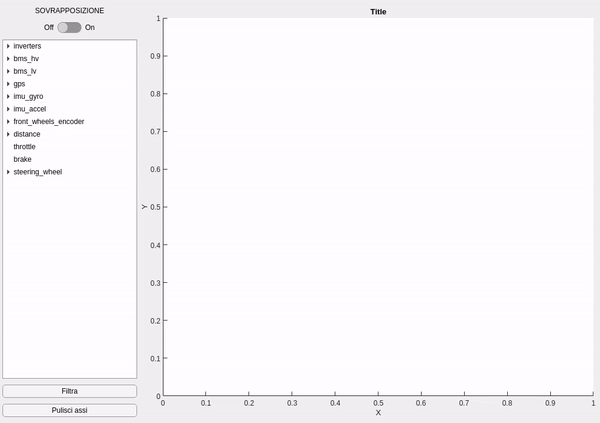 SOVRAPPOSIZIONE
Off On
inverters
bms_hv
bms_lv
gps
imu_gyro
imu_accel
front_wheels_encoder
distance
throttle
brake
steering_wheel
Filtra
Pulisci assi
Title
1
0.9
0.8
0.7
0.6
0.5
0.4
0.3
0.2
0.1
0
Y
0 0.1 0.2 0.3 0.4 0.5 0.6 0.7 0.8 0.9 1
X